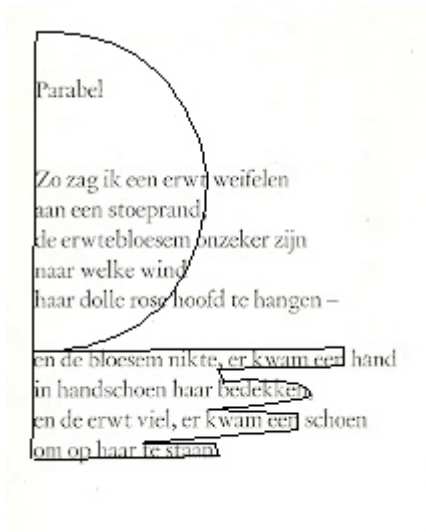 Parabel
Zo zag ik een erwt weifelen
aan een stoeprand,
de erwtebloesem onzeker zijn
naar welke wind
haar dolle rose hoofd te hangen –
en de bloesem nikte, er kwam een hand
in handschoen haar bedekken,
en de erwt viel, er kwam een schoen
om op haar te staan.